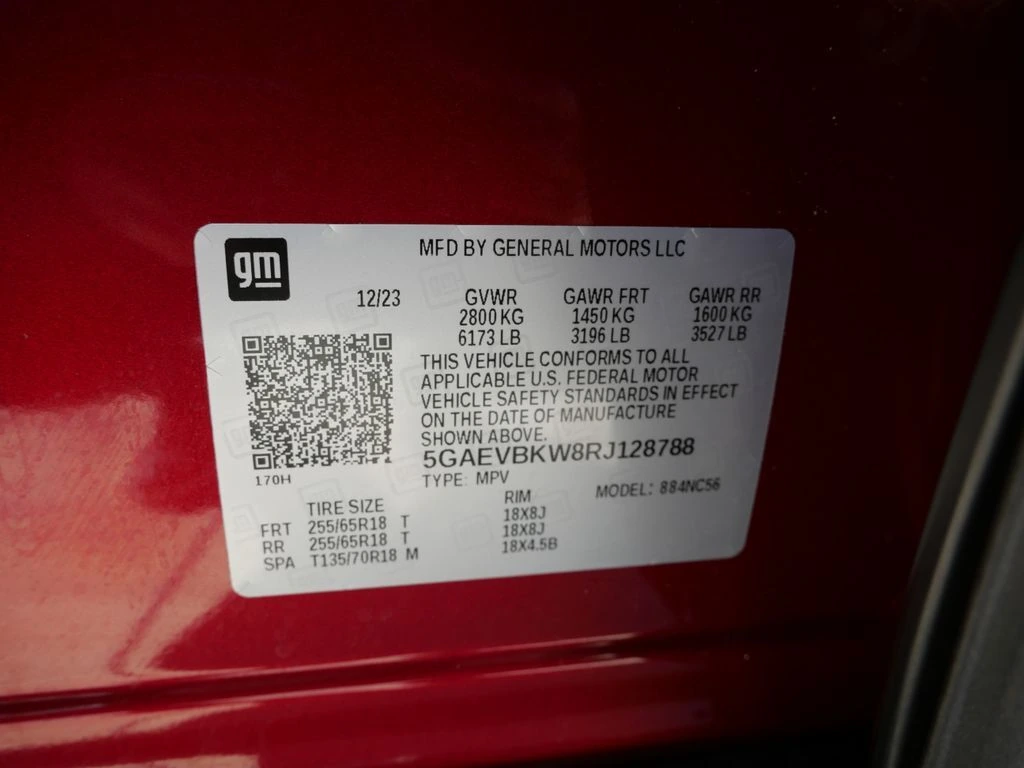 gm
MFD BY GENERAL MOTORS LLC
12/23 GVWR GAWR FRT GAWR RR
2800 KG 1450 KG 1600 KG
6173 LB 3196 LB 3527 LB
THIS VEHICLE CONFORMS TO ALL
APPLICABLE U.S. FEDERAL MOTOR
VEHICLE SAFETY STANDARDS IN EFFECT
ON THE DATE OF MANUFACTURE
SHOWN ABOVE.
5GAEVBKW8RJ128788
170H
TYPE: MPV MODEL: 884NC56
TIRE SIZE RIM
FRT 255/65R18 T 18X8J
RR 255/65R18 T 18X8J
SPA T135/70R18 M 18X4.5B